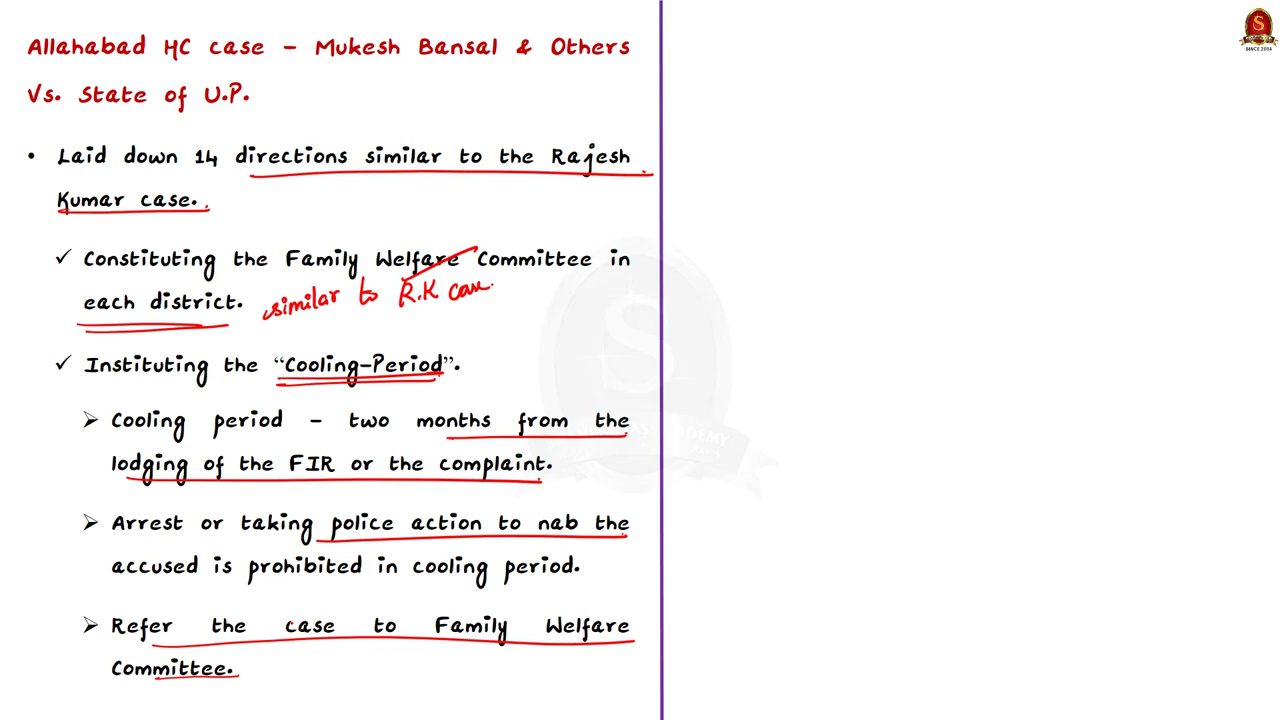 Allahabad HC case – Mukesh Bansal & Others
Vs. State of U.P.
• Laid down 14 directions similar to the Rajesh
Kumar case.
✓ Constituting the Family Welfare Committee in
each district.
similar to R.K case.
✓ Instituting the “Cooling-Period”.
➢ Cooling period – two months from the
lodging of the FIR or the complaint.
➢ Arrest or taking police action to nab the
accused is prohibited in cooling period.
➢ Refer the case to Family Welfare
Committee.
S
SINCE 2004